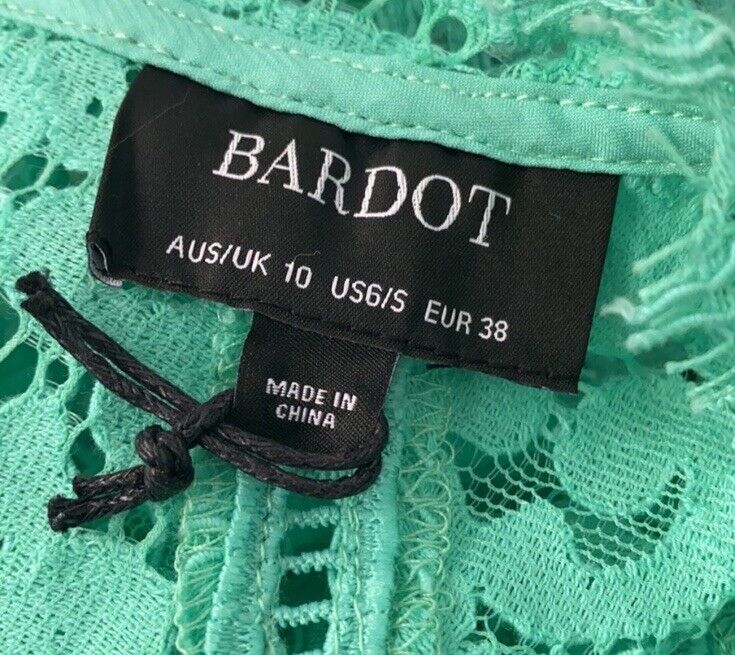 BARDOT
AUS/UK 10 US6/S EUR 38
MADE IN
CHINA